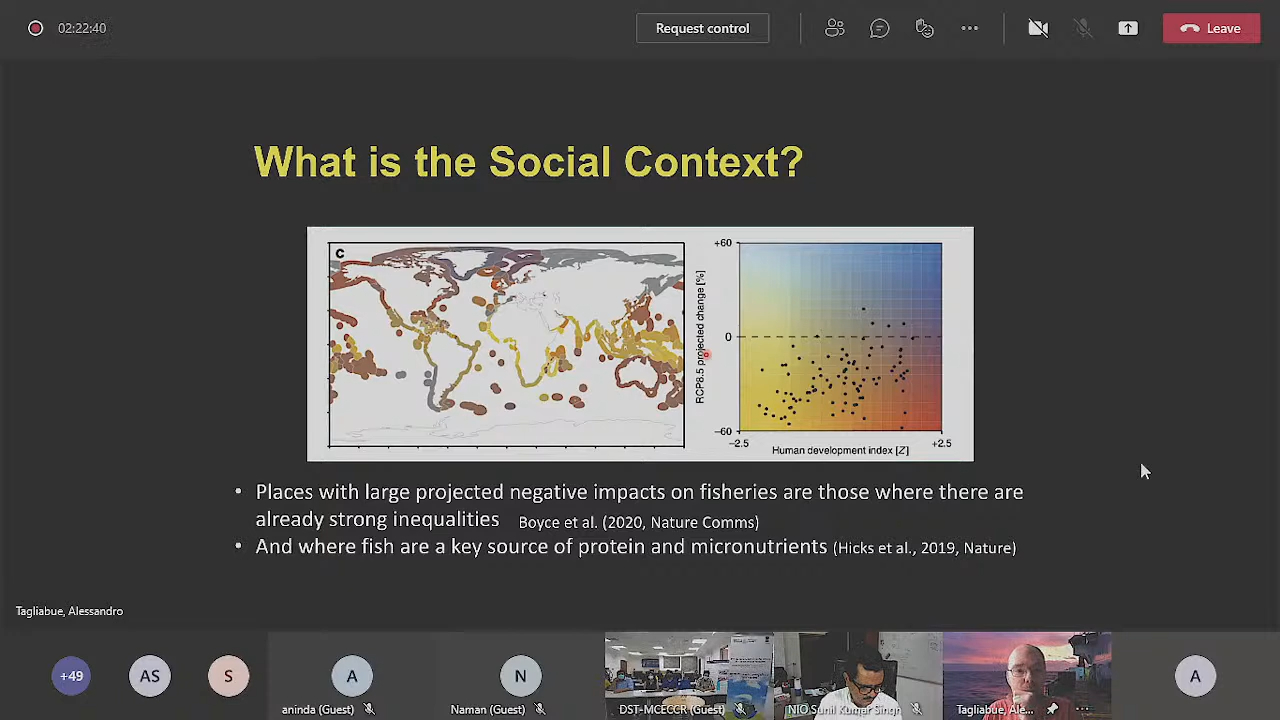 02:22:40
Request control
Leave
What is the Social Context?
c
+60
0
−60
RCP8.5 projected change [%]
−2.5
+2.5
Human development index [Z]
• Places with large projected negative impacts on fisheries are those where there are
already strong inequalities Boyce et al. (2020, Nature Comms)
• And where fish are a key source of protein and micronutrients (Hicks et al., 2019, Nature)
Tagliabue, Alessandro
+49
AS
S
A
N
A
aninda (Guest)
Naman (Guest)
DST-MCECCR (Guest)
NIO Sunil Kumar Singh
Tagliabue, Ale...